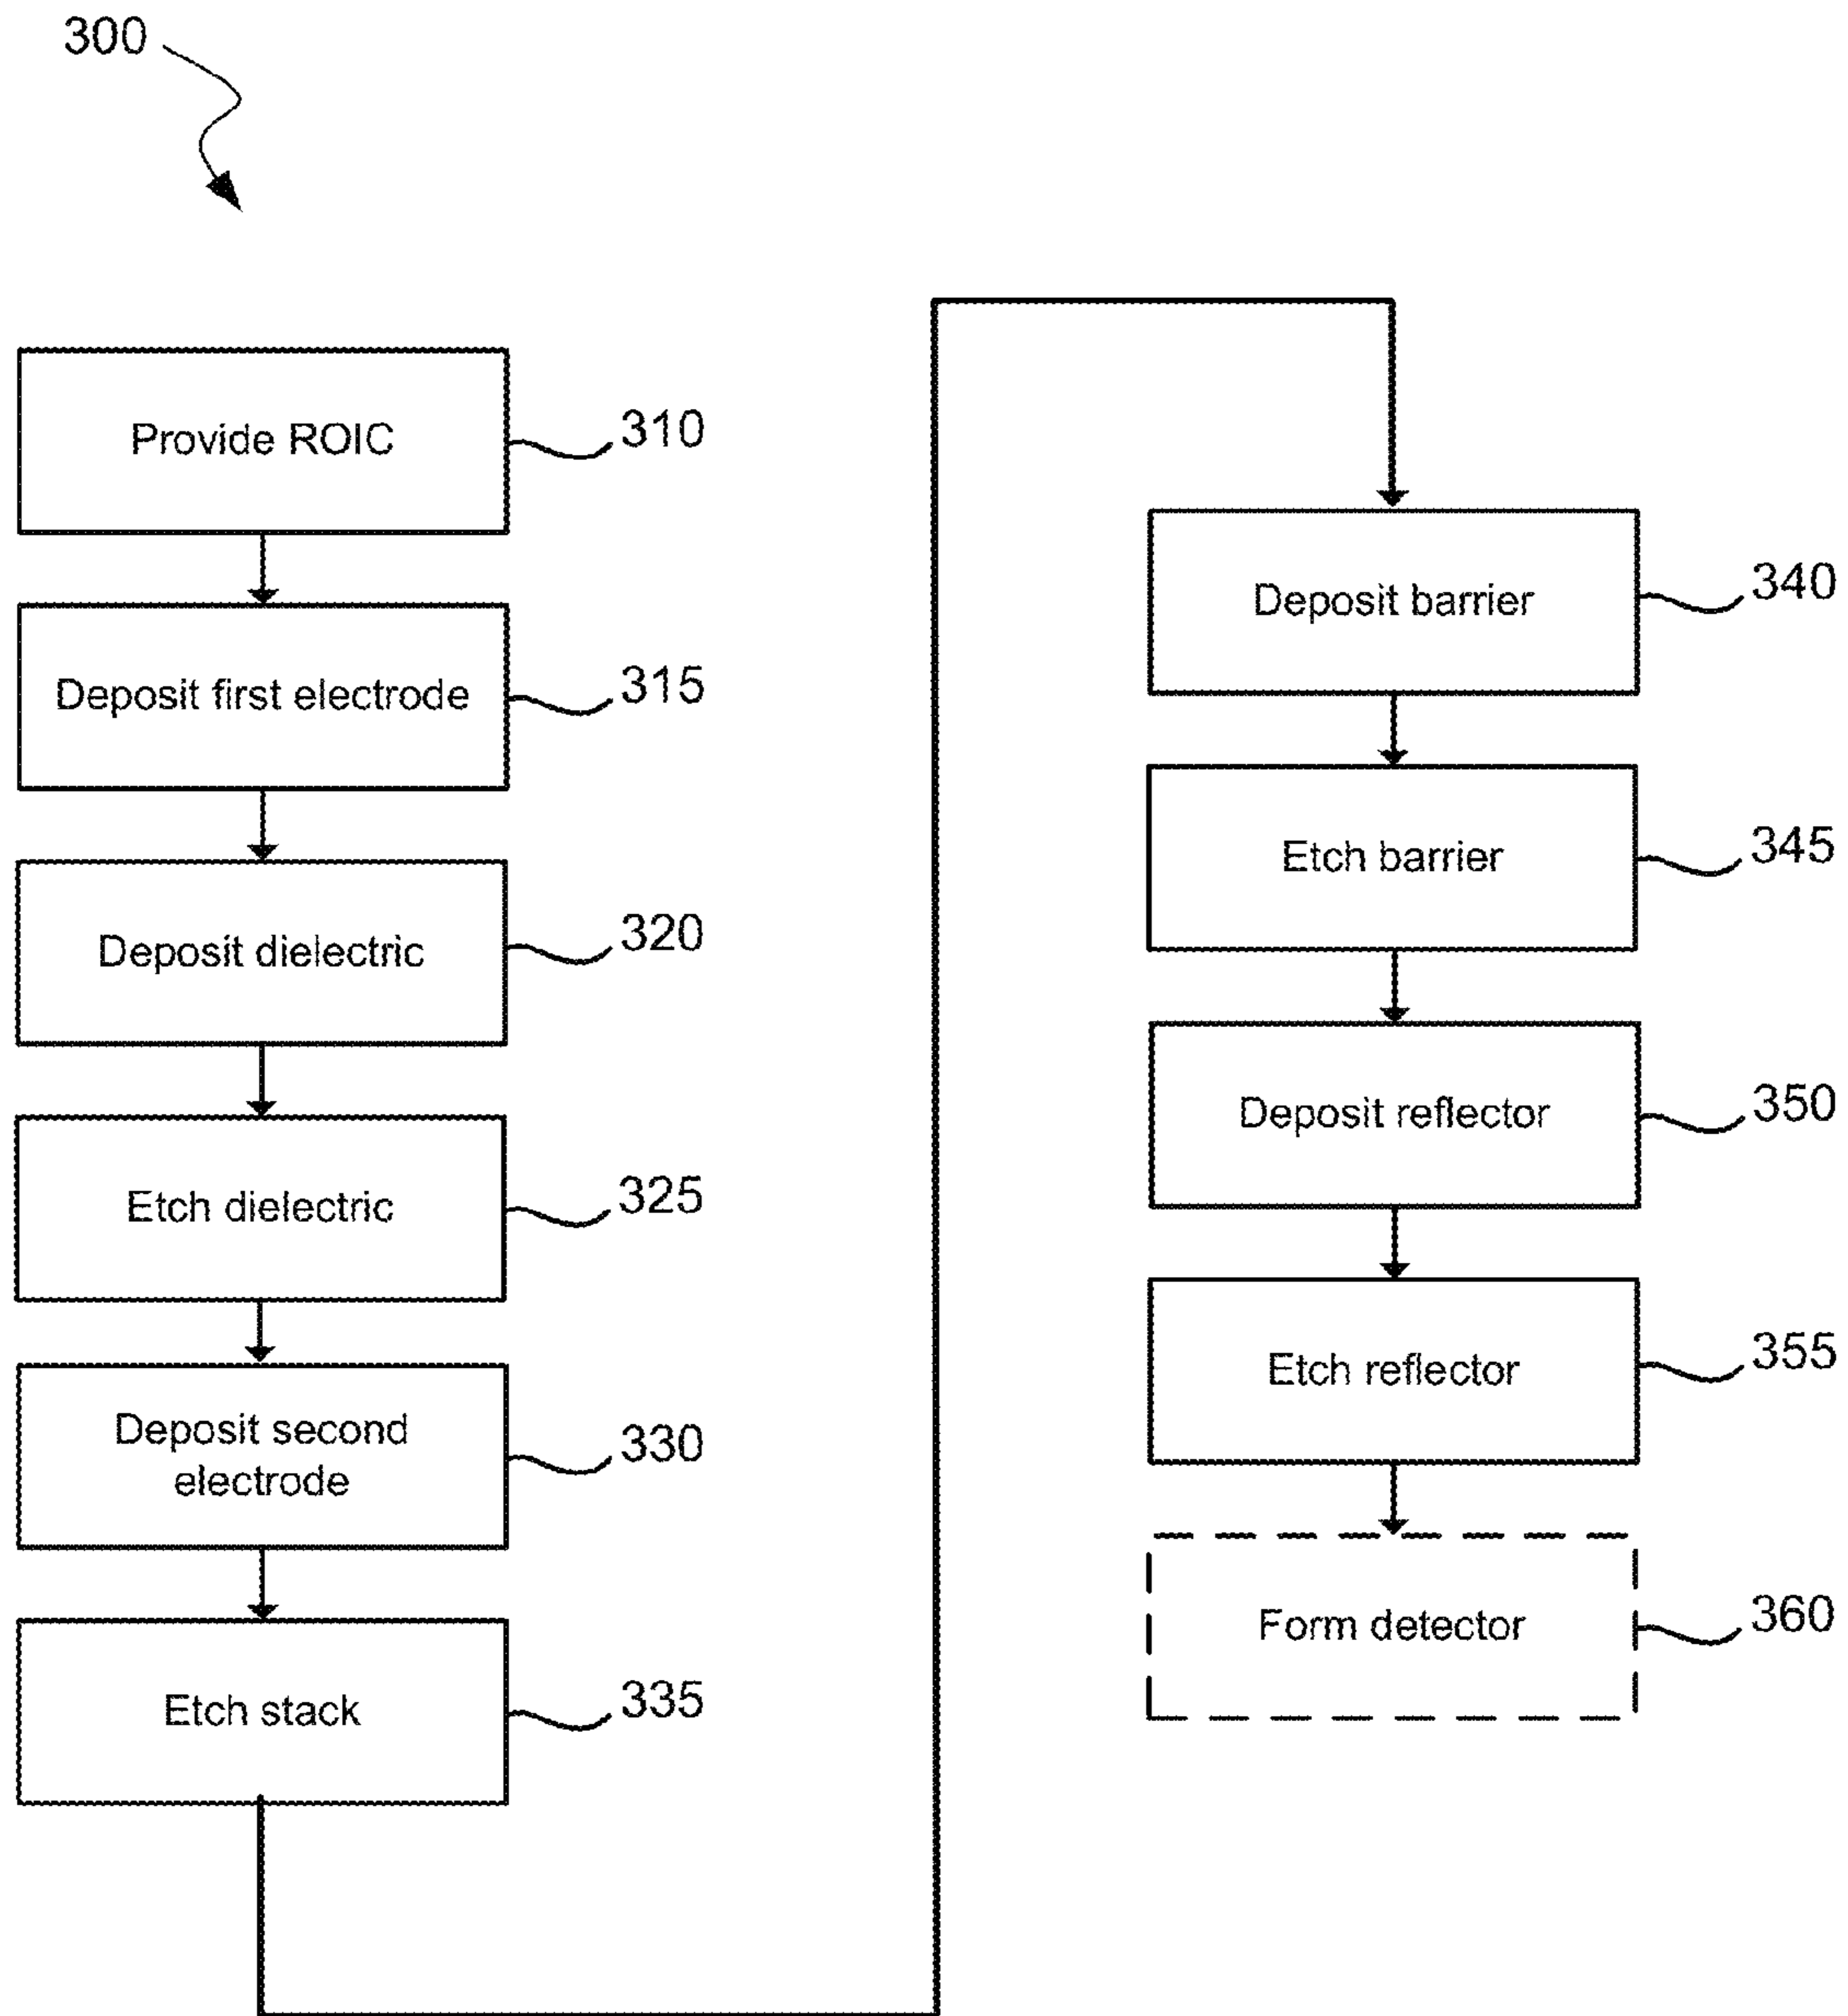 300
Provide ROIC
310
Deposit first electrode
315
Deposit dielectric
320
Etch dielectric
325
Deposit second
electrode
330
Etch stack
335
Deposit barrier
340
Etch barrier
345
Deposit reflector
350
Etch reflector
355
Form detector
360